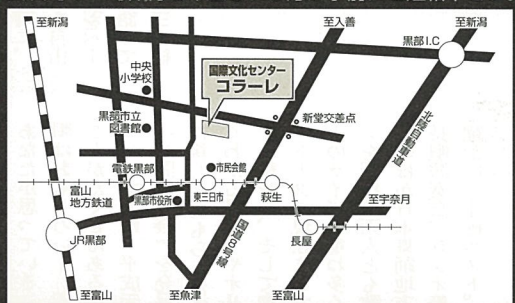 至新潟
至入善
至新潟
黒部I.C
中央
小学校
国際文化センター
コラーレ
黒部市立
図書館
新堂交差点
北陸自動車道
電鉄黒部
市民会館
富山
地方鉄道
黒部市役所
東三日市
萩生
至宇奈月
国道8号線
長屋
JR黒部
至富山
至魚津
至富山